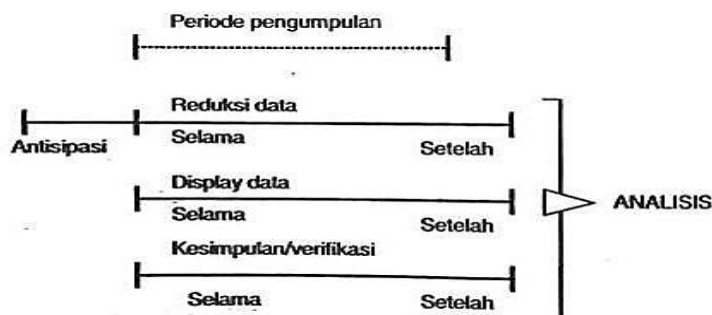 Periode pengumpulan
Reduksi data
Antisipasi
Selama
Setelah
Display data
Selama
Setelah
ANALISIS
Kesimpulan/verifikasi
Selama
Setelah